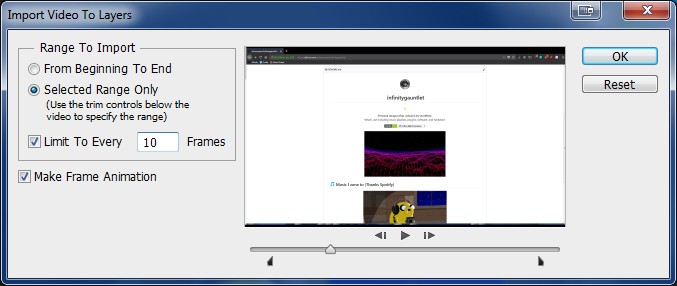 Import Video To Layers
Range To Import
From Beginning To End
Selected Range Only
(Use the trim controls below the
video to specify the range)
Limit To Every 10 Frames
Make Frame Animation
infinitygauntlet
Music I vane to (Thanks Spotify)
OK
Reset